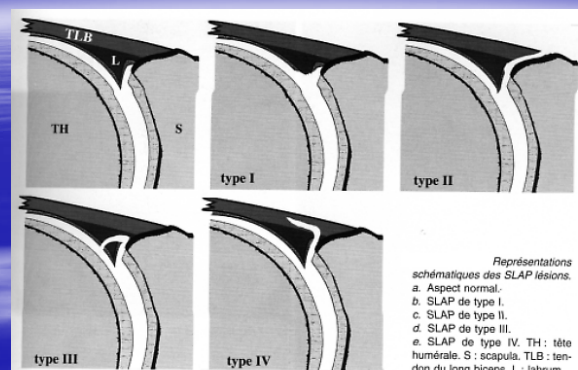 TLB
L
TH
S
type I
type II
type III
type IV
Représentations
schématiques des SLAP lésions.
a. Aspect normal.
b. SLAP de type I.
c. SLAP de type II.
d. SLAP de type III.
e. SLAP de type IV. TH : tête
humérale. S : scapula. TLB : ten-
don du long biceps. L : labrum.